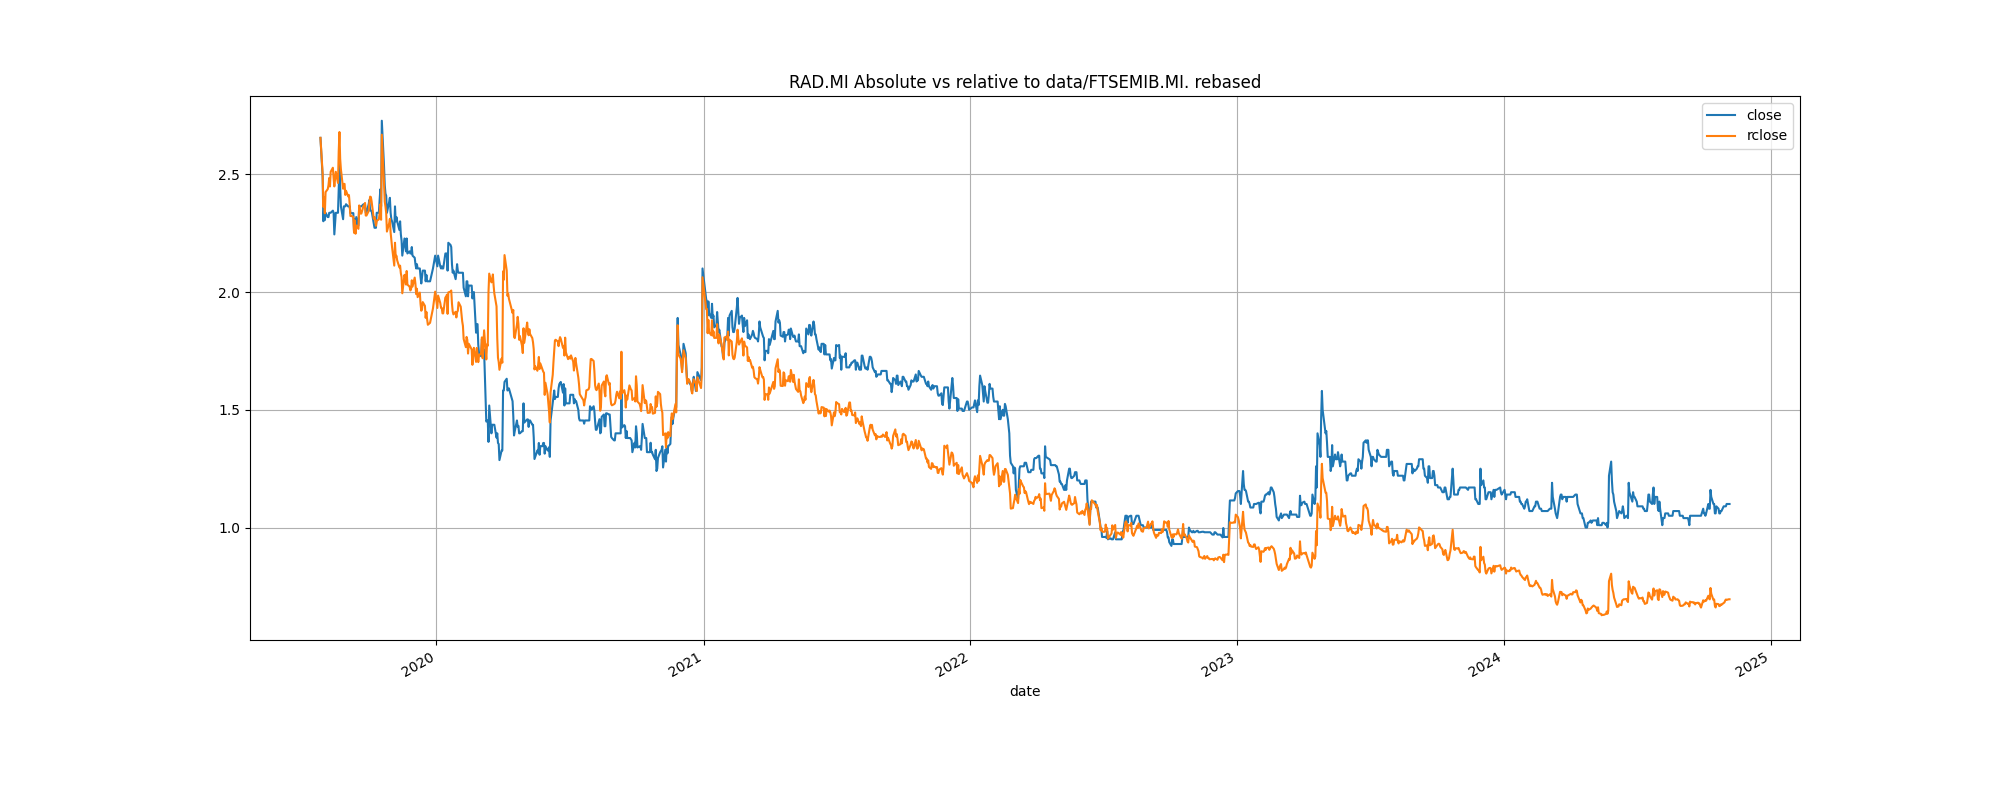 RAD.MI Absolute vs relative to data/FTSEMIB.MI. rebased
close
rclose
2.5
2.0
1.5
1.0
2020
2021
2022
2023
2024
2025
date